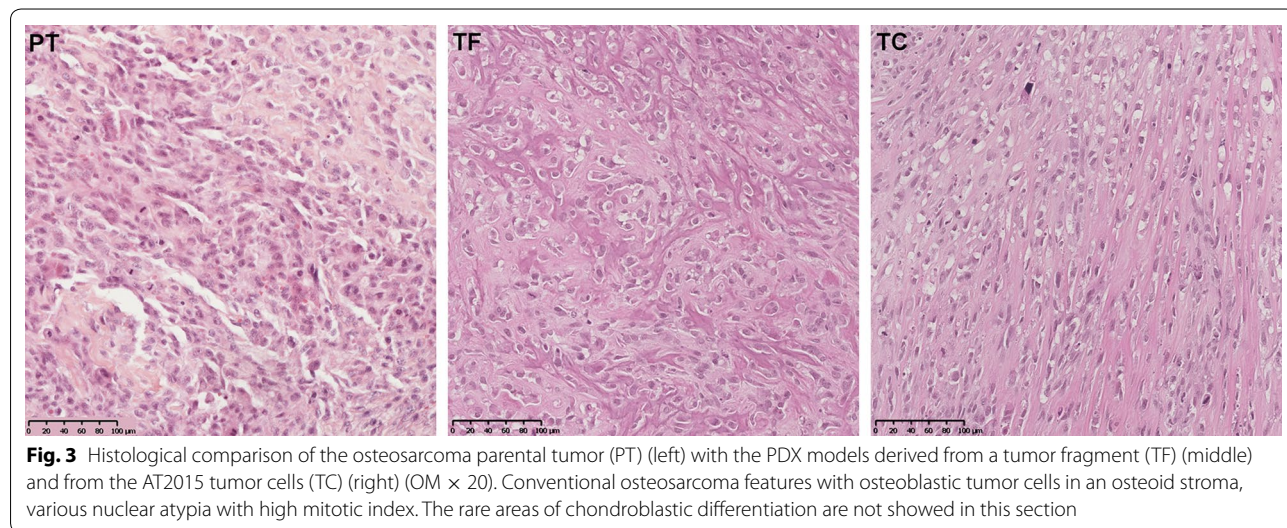 PT
TF
TC
0 20 40 60 80 100 µm
0 20 40 60 80 100 µm
0 20 40 60 80 100 µm
Fig. 3 Histological comparison of the osteosarcoma parental tumor (PT) (left) with the PDX models derived from a tumor fragment (TF) (middle)
and from the AT2015 tumor cells (TC) (right) (OM × 20). Conventional osteosarcoma features with osteoblastic tumor cells in an osteoid stroma,
various nuclear atypia with high mitotic index. The rare areas of chondroblastic differentiation are not showed in this section